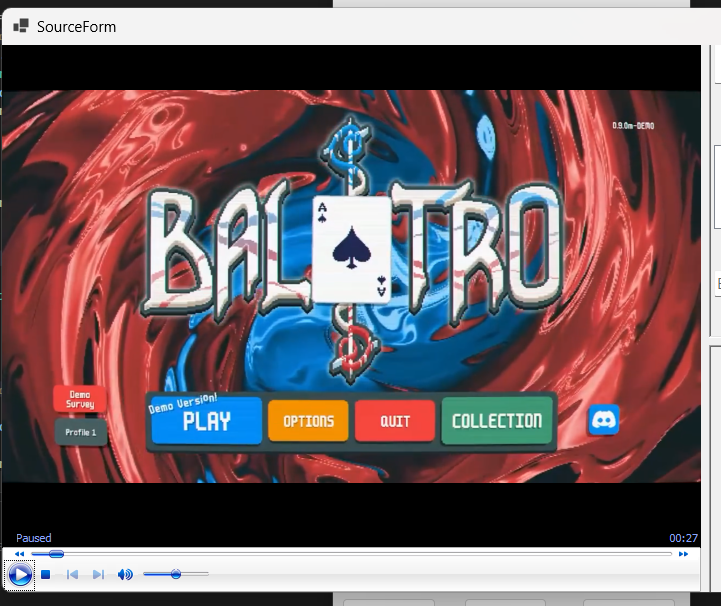 SourceForm
0.9.0m-DEMO
BALATRO
A
A
Demo
Survey
Profile 1
Demo Version!
PLAY
OPTIONS
QUIT
COLLECTION
Paused
00:27